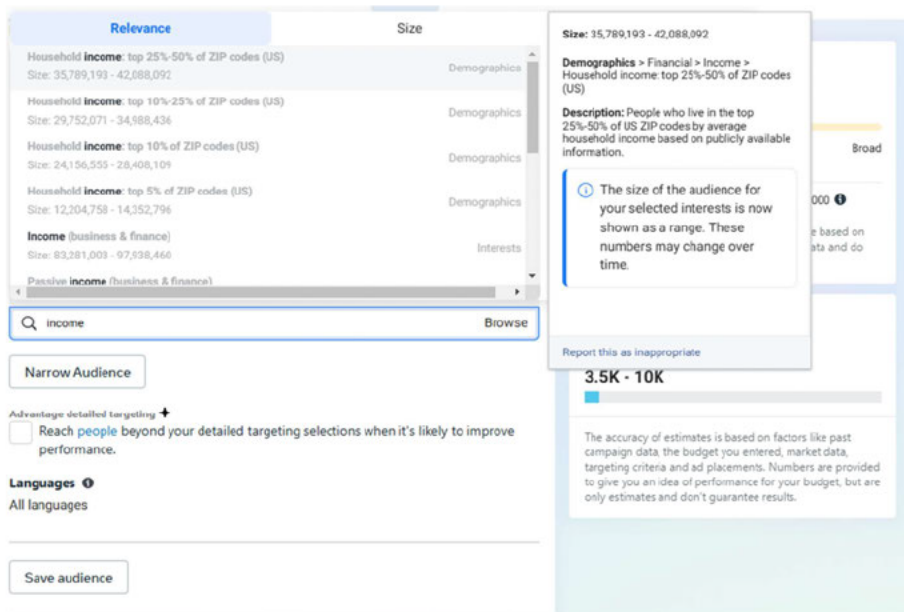 Relevance
Size
Household income: top 25%-50% of ZIP codes (US)
Size: 35,789,193 - 42,088,092
Demographics
Household income: top 10%-25% of ZIP codes (US)
Size: 29,752,071 - 34,988,436
Demographics
Household income: top 10% of ZIP codes (US)
Size: 24,156,555 - 28,408,109
Demographics
Household income: top 5% of ZIP codes (US)
Size: 12,204,758 - 14,352,796
Demographics
Income (business & finance)
Size: 83,281,003 - 97,938,460
Interests
Passive income (business & finance)
income
Browse
Narrow Audience
Advantage detailed targeting
Reach people beyond your detailed targeting selections when it's likely to improve
performance.
Languages
All languages
Save audience
Size: 35,789,193 - 42,088,092
Demographics > Financial > Income >
Household income: top 25%-50% of ZIP codes
(US)
Description: People who live in the top
25%-50% of US ZIP codes by average
household income based on publicly available
information.
The size of the audience for
your selected interests is now
shown as a range. These
numbers may change over
time.
Report this as inappropriate
Broad
000
e based on
ata and do
3.5K - 10K
The accuracy of estimates is based on factors like past
campaign data, the budget you entered, market data,
targeting criteria and ad placements. Numbers are provided
to give you an idea of performance for your budget, but are
only estimates and don't guarantee results.